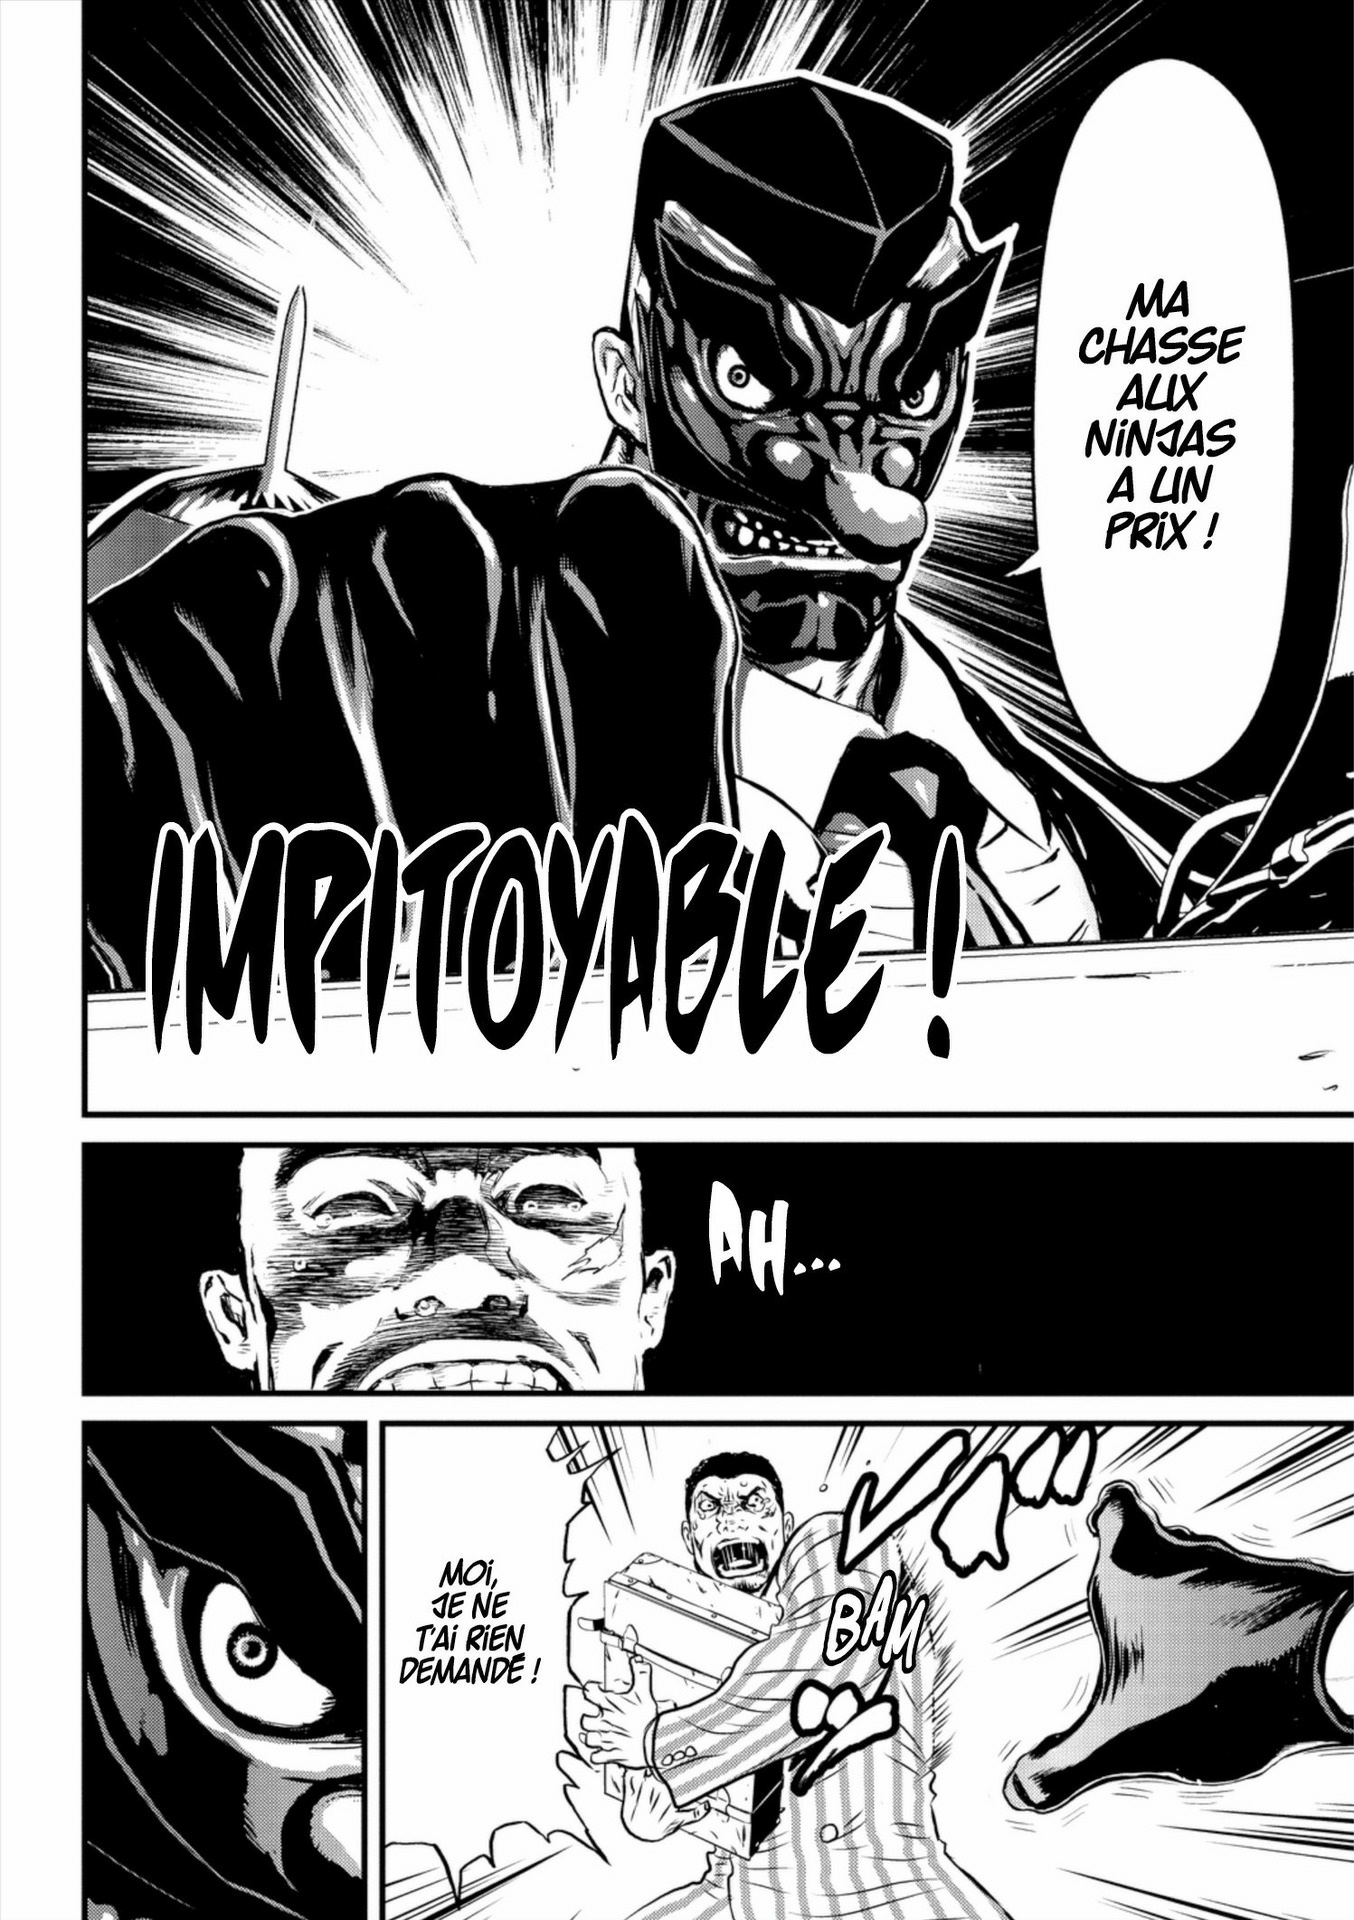 MA
CHASSE
AUX
NINJAS
A UN
PRIX !
IMPITOYABLE !
AH...
BAM
MOI,
JE NE
T'AI RIEN
DEMANDÉ !